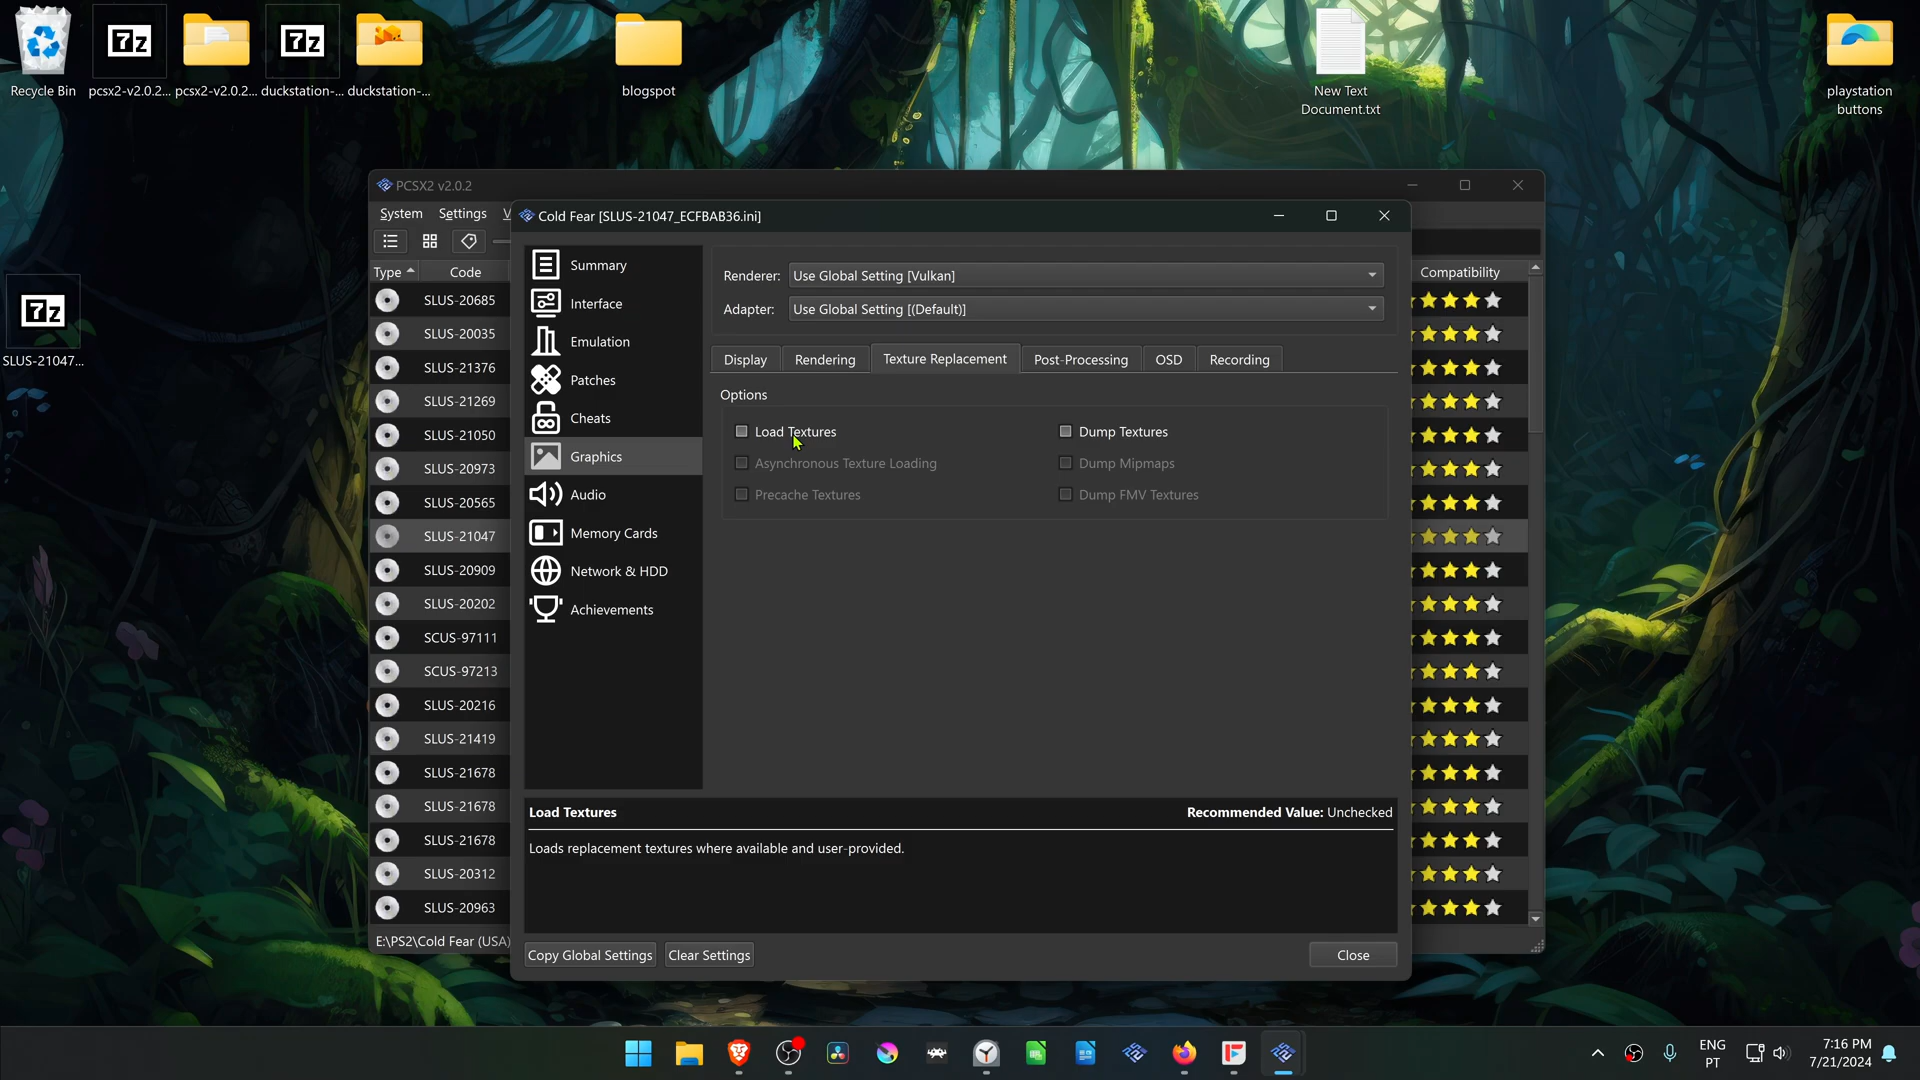 Recycle Bin
pcsx2-v2.0.2...
pcsx2-v2.0.2...
duckstation-...
duckstation-...
blogspot
New Text
Document.txt
playstation
buttons
SLUS-21047...
PCSX2 v2.0.2
System
Settings
V
Type
Code
Compatibility
SLUS-20685
SLUS-20035
SLUS-21376
SLUS-21269
SLUS-21050
SLUS-20973
SLUS-20565
SLUS-21047
SLUS-20909
SLUS-20202
SCUS-97111
SCUS-97213
SLUS-20216
SLUS-21419
SLUS-21678
SLUS-21678
SLUS-21678
SLUS-20312
SLUS-20963
E:\PS2\Cold Fear (USA)
Cold Fear [SLUS-21047_ECFBAB36.ini]
Summary
Interface
Emulation
Patches
Cheats
Graphics
Audio
Memory Cards
Network & HDD
Achievements
Renderer: Use Global Setting [Vulkan]
Adapter: Use Global Setting [(Default)]
Display
Rendering
Texture Replacement
Post-Processing
OSD
Recording
Options
Load Textures
Dump Textures
Asynchronous Texture Loading
Dump Mipmaps
Precache Textures
Dump FMV Textures
Load Textures
Recommended Value: Unchecked
Loads replacement textures where available and user-provided.
Copy Global Settings
Clear Settings
Close
ENG
PT
7:16 PM
7/21/2024